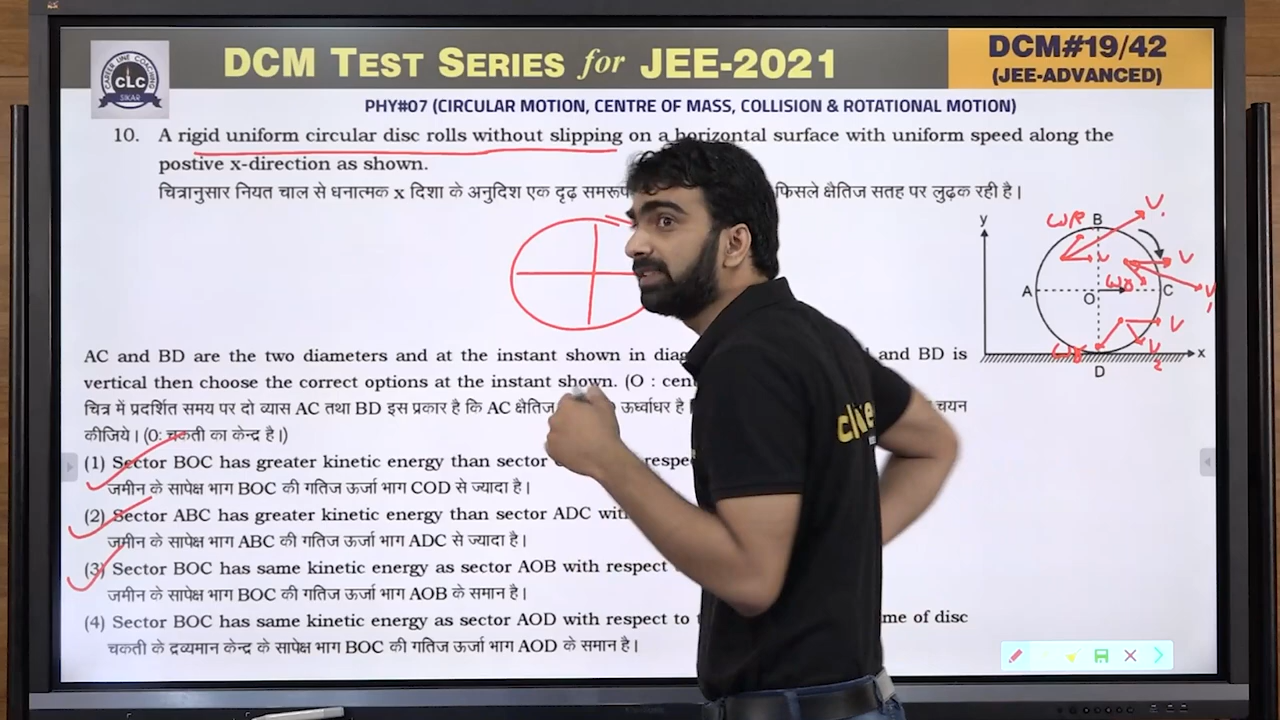 CAREER LINE COACHING
CLC
SIKAR
DCM TEST SERIES for JEE-2021
DCM#19/42
(JEE-ADVANCED)
PHY#07 (CIRCULAR MOTION, CENTRE OF MASS, COLLISION & ROTATIONAL MOTION)
10. A rigid uniform circular disc rolls without slipping on a horizontal surface with uniform speed along the
postive x-direction as shown.
चित्रानुसार नियत चाल से धनात्मक x दिशा के अनुदिश एक दृढ़ समरूप फिसले क्षैतिज सतह पर लुढ़क रही है।
y
ωR
B
V
V
A
O
C
V
D
x
AC and BD are the two diameters and at the instant shown in and BD is
vertical then choose the correct options at the instant shown. (O :
चित्र में प्रदर्शित समय पर दो व्यास AC तथा BD इस प्रकार है कि AC क्षैतिज ऊर्ध्वाधर है चयन
कीजिये। (O: चकती का केन्द्र है।)
(1) Sector BOC has greater kinetic energy than sector
जमीन के सापेक्ष भाग BOC की गतिज ऊर्जा भाग COD से ज्यादा है।
(2) Sector ABC has greater kinetic energy than sector ADC
जमीन के सापेक्ष भाग ABC की गतिज ऊर्जा भाग ADC से ज्यादा है।
(3) Sector BOC has same kinetic energy as sector AOB with respect
जमीन के सापेक्ष भाग BOC की गतिज ऊर्जा भाग AOB के समान है।
(4) Sector BOC has same kinetic energy as sector AOD with respect to of disc
चकती के द्रव्यमान केन्द्र के सापेक्ष भाग BOC की गतिज ऊर्जा भाग AOD के समान है।